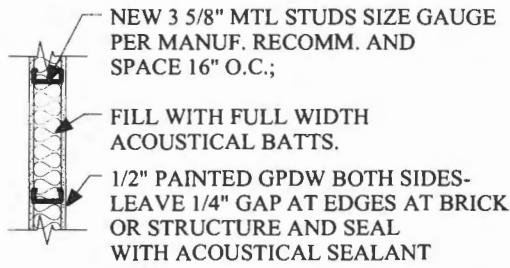 NEW 3 5/8" MTL STUDS SIZE GAUGE
PER MANUF. RECOMM. AND
SPACE 16" O.C.;
FILL WITH FULL WIDTH
ACOUSTICAL BATTS.
1/2" PAINTED GPDW BOTH SIDES-
LEAVE 1/4" GAP AT EDGES AT BRICK
OR STRUCTURE AND SEAL
WITH ACOUSTICAL SEALANT